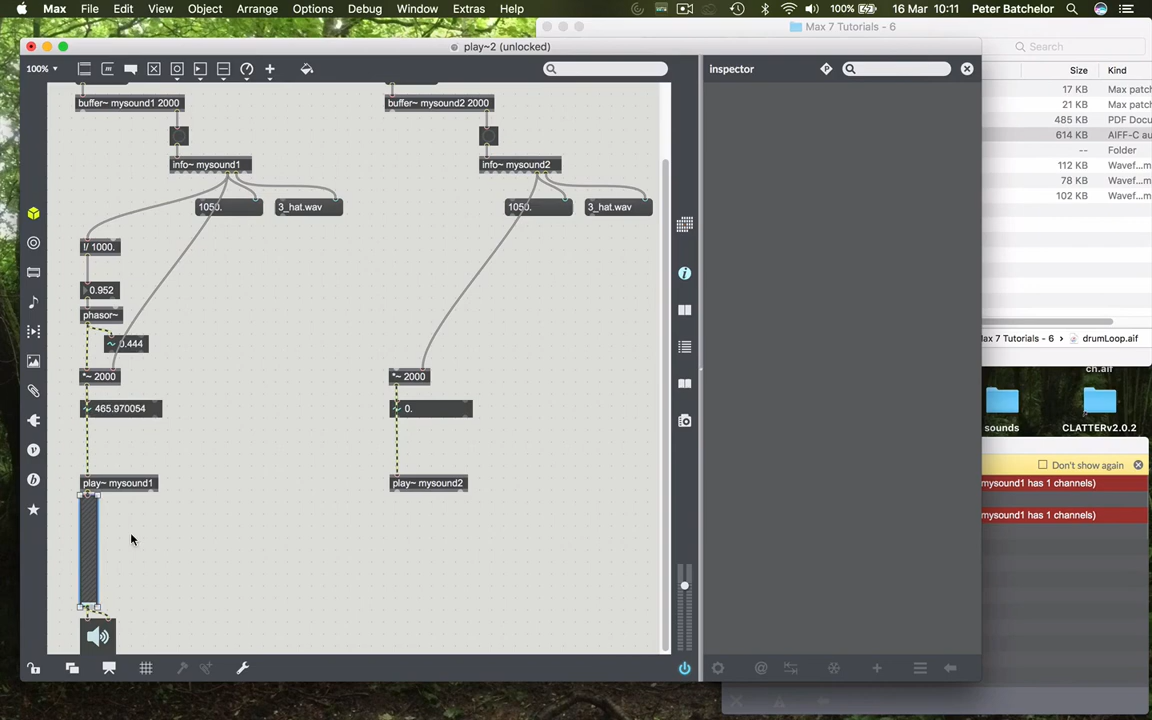 Max File Edit View Object Arrange Options Debug Window Extras Help 100% 16 Mar 10:11 Peter Batchelor
Max 7 Tutorials - 6
play~2 (unlocked)
Search
100%
inspector
Size Kind
17 KB Max patch
21 KB Max patc
485 KB PDF Docu
614 KB AIFF-C au
-- Folder
112 KB Wavef...m
78 KB Wavef...m
102 KB Wavef...m
buffer~ mysound1 2000
buffer~ mysound2 2000
info~ mysound1
info~ mysound2
1050.
3_hat.wav
1050.
3_hat.wav
!/ 1000.
0.952
phasor~
0.444
*~ 2000
*~ 2000
~ 465.970054
~ 0.
play~ mysound1
play~ mysound2
ax 7 Tutorials - 6 › drumLoop.aif
ch.aif
sounds
CLATTERv2.0.2
Don't show again
mysound1 has 1 channels)
mysound1 has 1 channels)